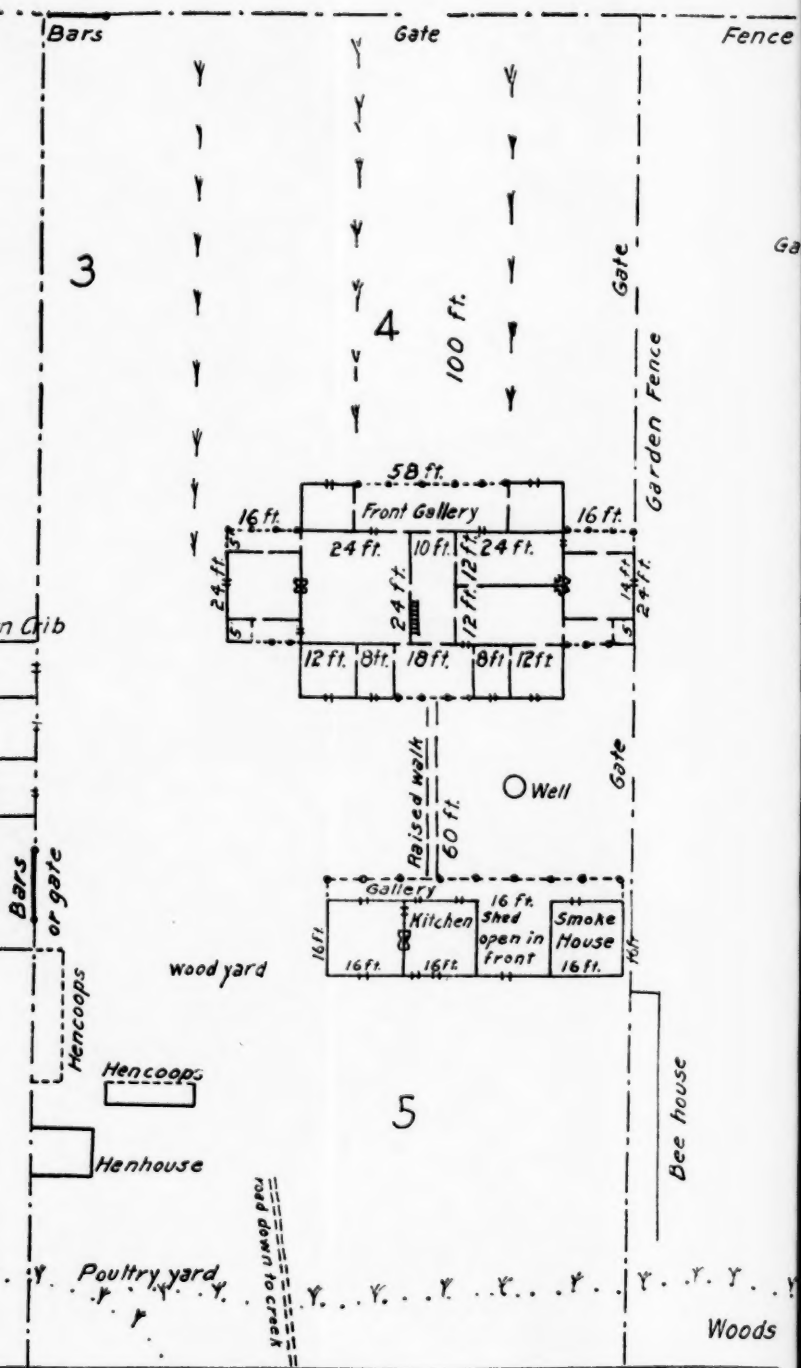 Bars
Gate
Fence
3
4
100 ft.
Gate
Ga
Garden Fence
58 ft.
Front Gallery
16 ft.
16 ft.
24 ft.
10 ft.
24 ft.
5
24 ft.
24 ft.
12 ft.
12 ft.
14 ft.
24 ft.
5
5
n Crib
12 ft.
8 ft.
18 ft.
8 ft.
12 ft
Raised walk
60 ft.
Well
Gate
Bars
or gate
Gallery
16 ft.
Kitchen
Shed
open in
front
Smoke
House
16 ft.
16 ft.
16 ft.
16 ft.
16 ft
wood yard
Hencoops
Hencoops
Henhouse
5
Bee house
road down to creek
Poultry yard
Woods